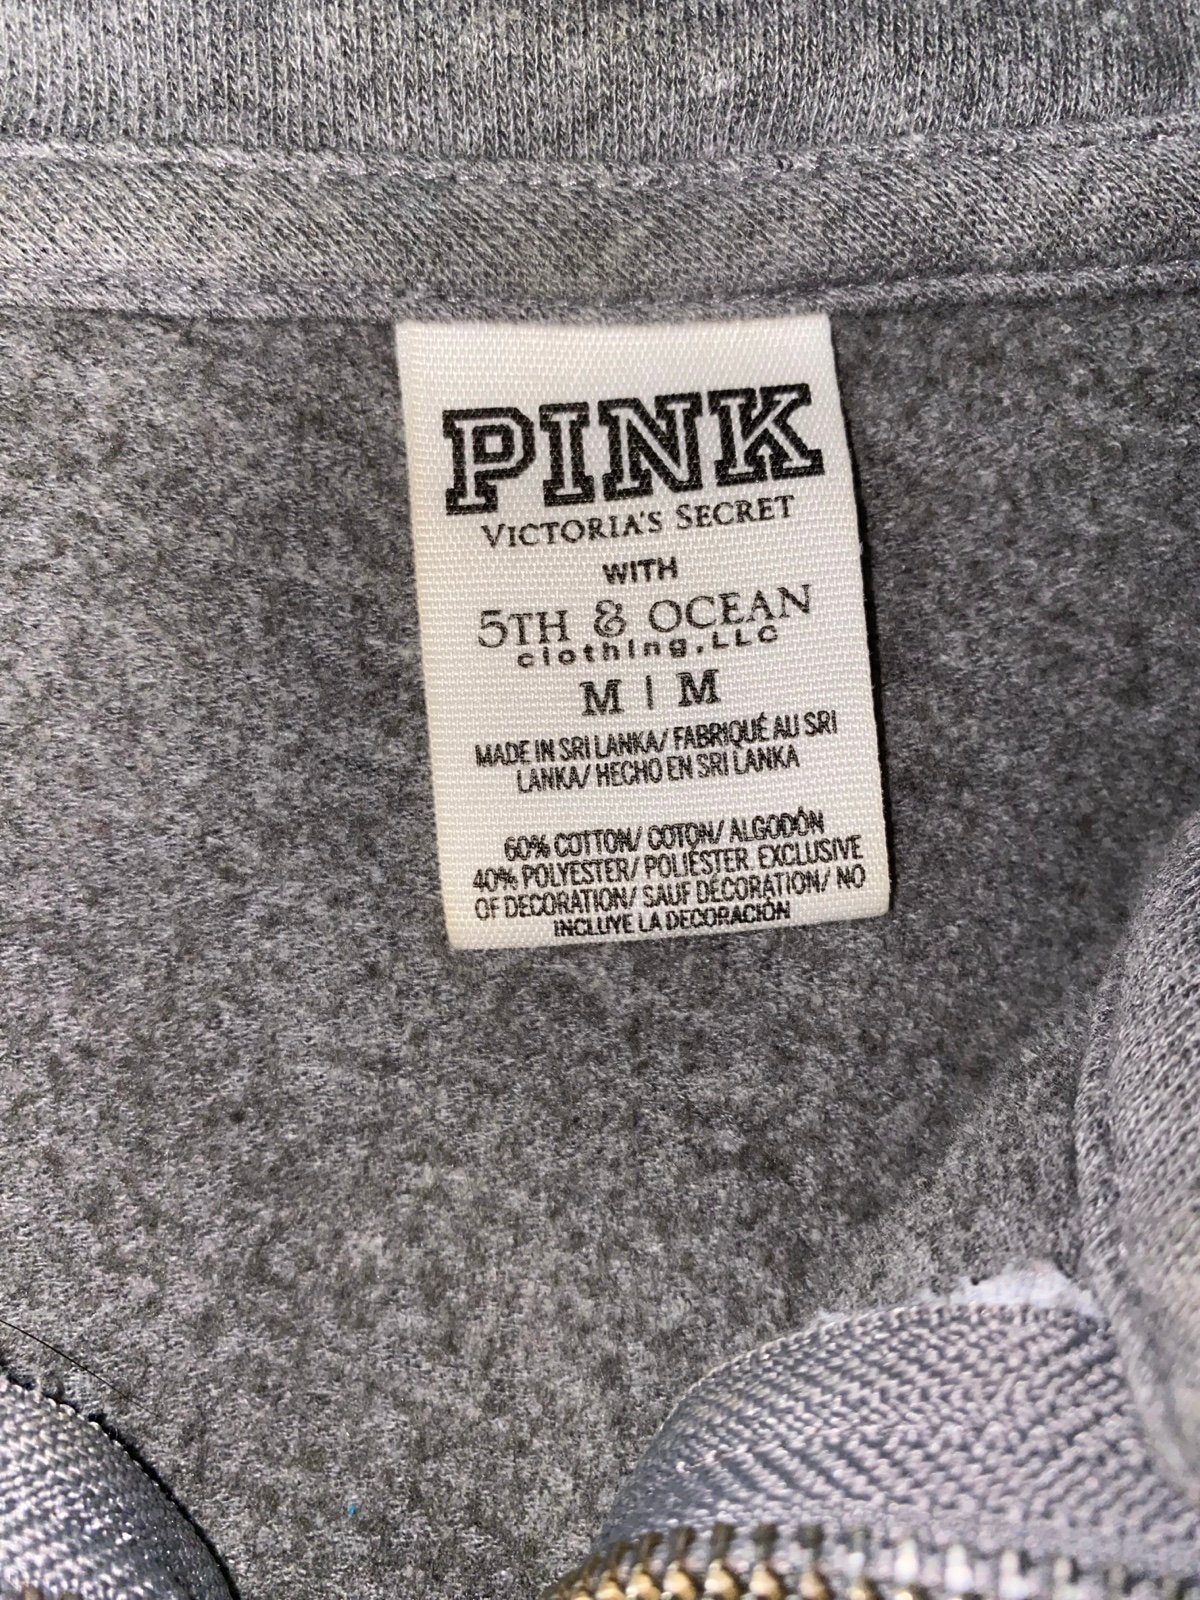 PINK
VICTORIA'S SECRET
WITH
5TH & OCEAN
clothing, LLC
M | M
MADE IN SRI LANKA/ FABRIQUÉ AU SRI
LANKA/ HECHO EN SRI LANKA
60% COTTON/ COTON/ ALGODÓN
40% POLYESTER/ POLIÉSTER. EXCLUSIVE
OF DECORATION/ SAUF DÉCORATION/ NO
INCLUYE LA DECORACIÓN